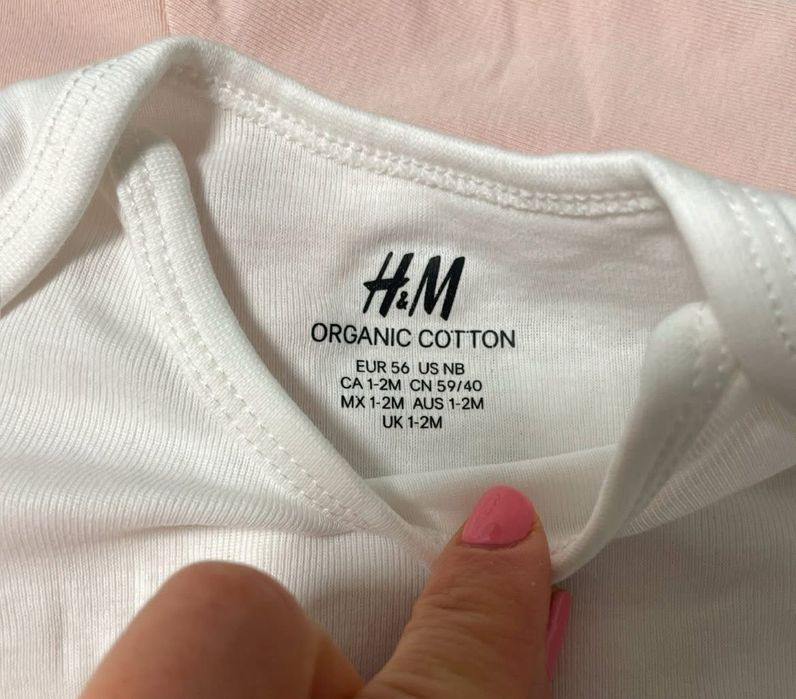 H&M
ORGANIC COTTON
EUR 56 US NB
CA 1-2M CN 59/40
MX 1-2M AUS 1-2M
UK 1-2M